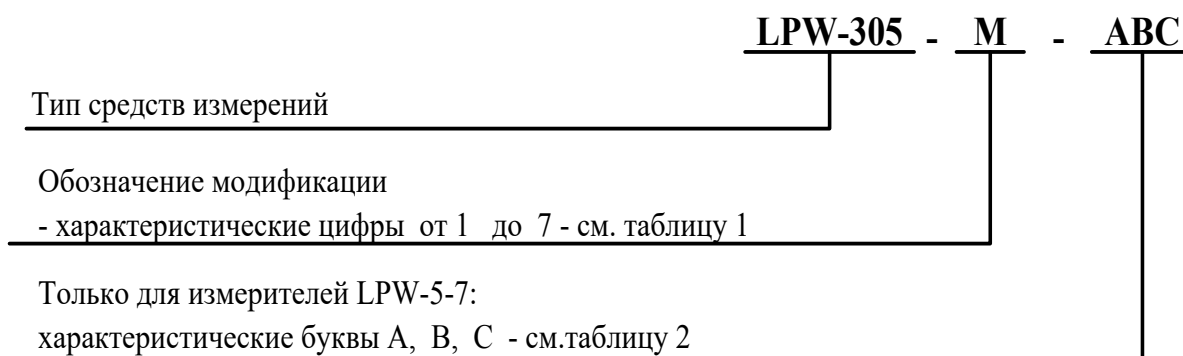 LPW-305 - M - ABC
Тип средств измерений
Обозначение модификации
- характеристические цифры от 1 до 7 - см. таблицу 1
Только для измерителей LPW-5-7:
характеристические буквы A, B, C - см.таблицу 2